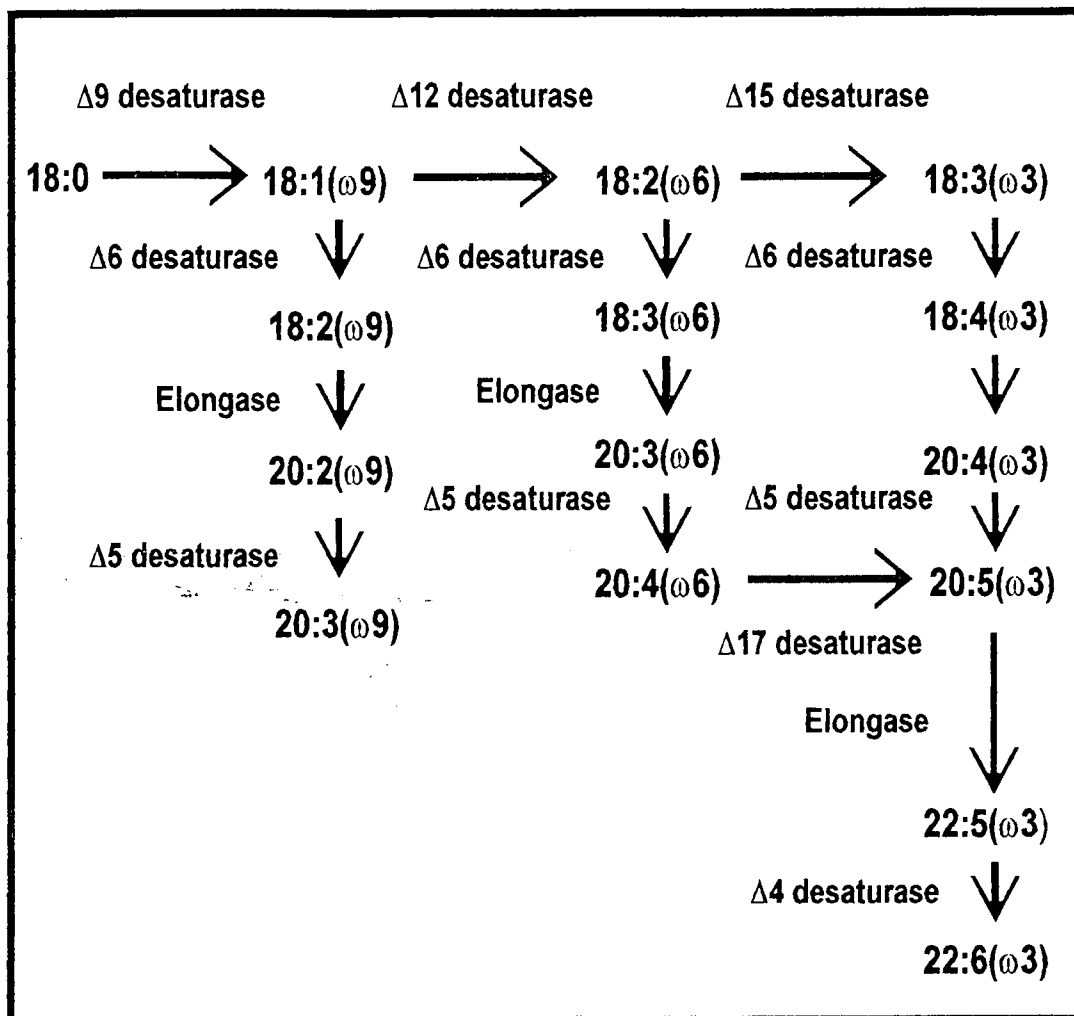 Δ9 desaturase Δ12 desaturase Δ15 desaturase
18:0 18:1(ω9) 18:2(ω6) 18:3(ω3)
Δ6 desaturase Δ6 desaturase Δ6 desaturase
18:2(ω9) 18:3(ω6) 18:4(ω3)
Elongase Elongase
20:2(ω9) 20:3(ω6) 20:4(ω3)
Δ5 desaturase Δ5 desaturase Δ5 desaturase
20:3(ω9) 20:4(ω6) 20:5(ω3)
Δ17 desaturase
Elongase
22:5(ω3)
Δ4 desaturase
22:6(ω3)